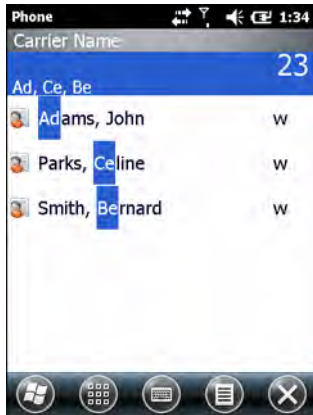 Phone 1:34
Carrier Name
23
Ad, Ce, Be
Adams, John w
Parks, Celine w
Smith, Bernard w